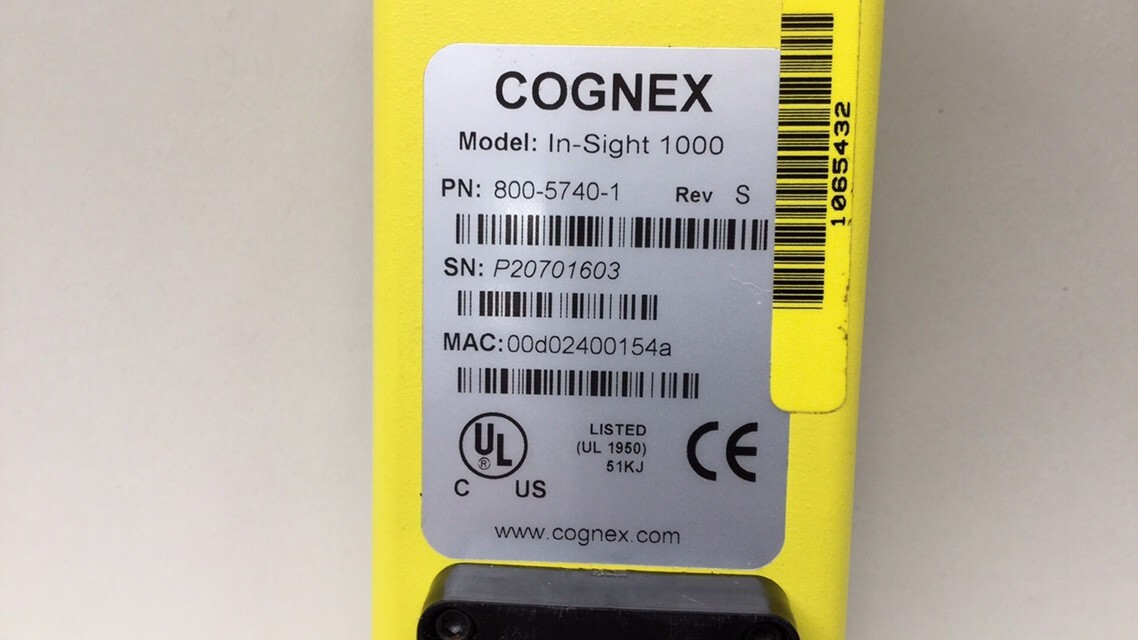 COGNEX
Model: In-Sight 1000
PN: 800-5740-1 Rev S
SN: P20701603
MAC:00d02400154a
UL
®
C US
LISTED
(UL 1950)
51KJ
CE
www.cognex.com
1065432